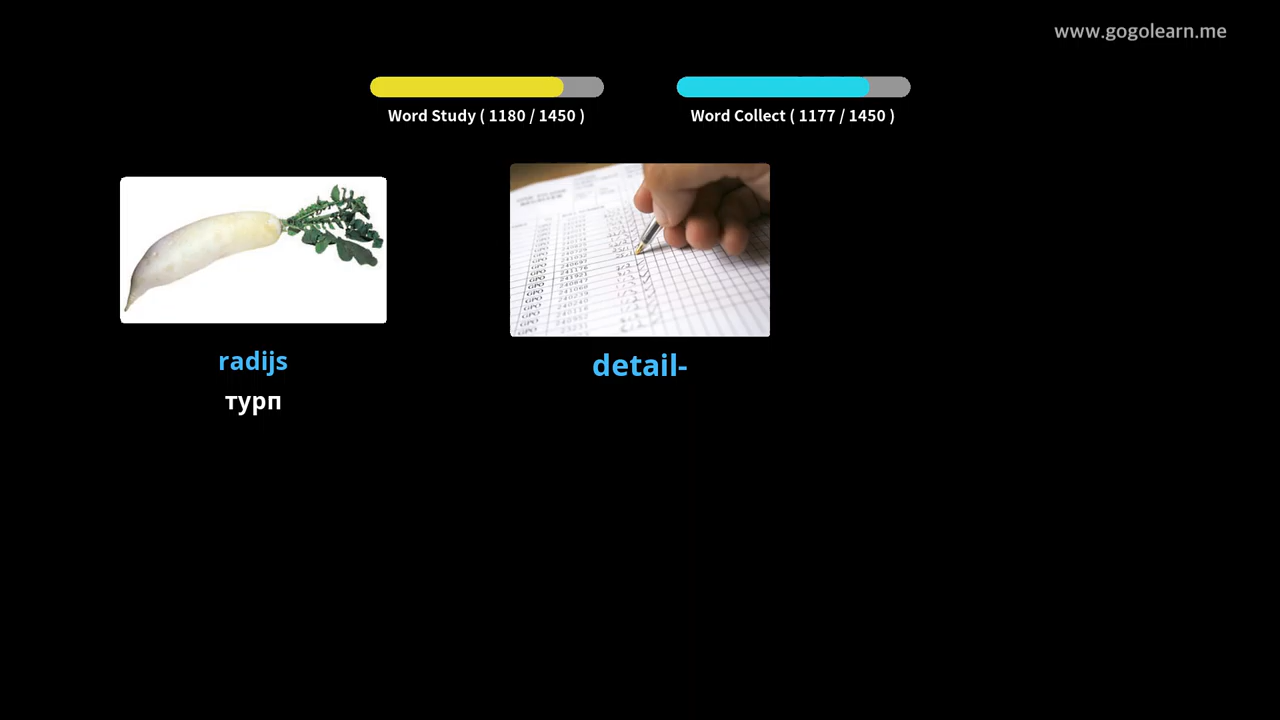 www.gogolearn.me
Word Study ( 1180 / 1450 )
Word Collect ( 1177 / 1450 )
radijs
турп
detail-